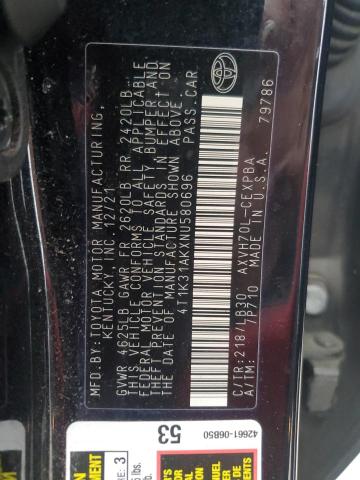 MFD. BY: TOYOTA MOTOR MANUFACTURING,
KENTUCKY, INC. 12/21
GVWR 4625LB GAWR FR 2620LB RR 2420LB
THIS VEHICLE CONFORMS TO ALL APPLICABLE
FEDERAL MOTOR VEHICLE SAFETY, BUMPER AND
THEFT PREVENTION STANDARDS IN EFFECT ON
THE DATE OF MANUFACTURE SHOWN ABOVE.
4T1K31AKXNU580696 PASS.CAR
C/TR:218/LB30 AXVH70L-CEXPBA
A/TM: /P710 MADE IN U.S.A.
79786
53
42661-06B50
3